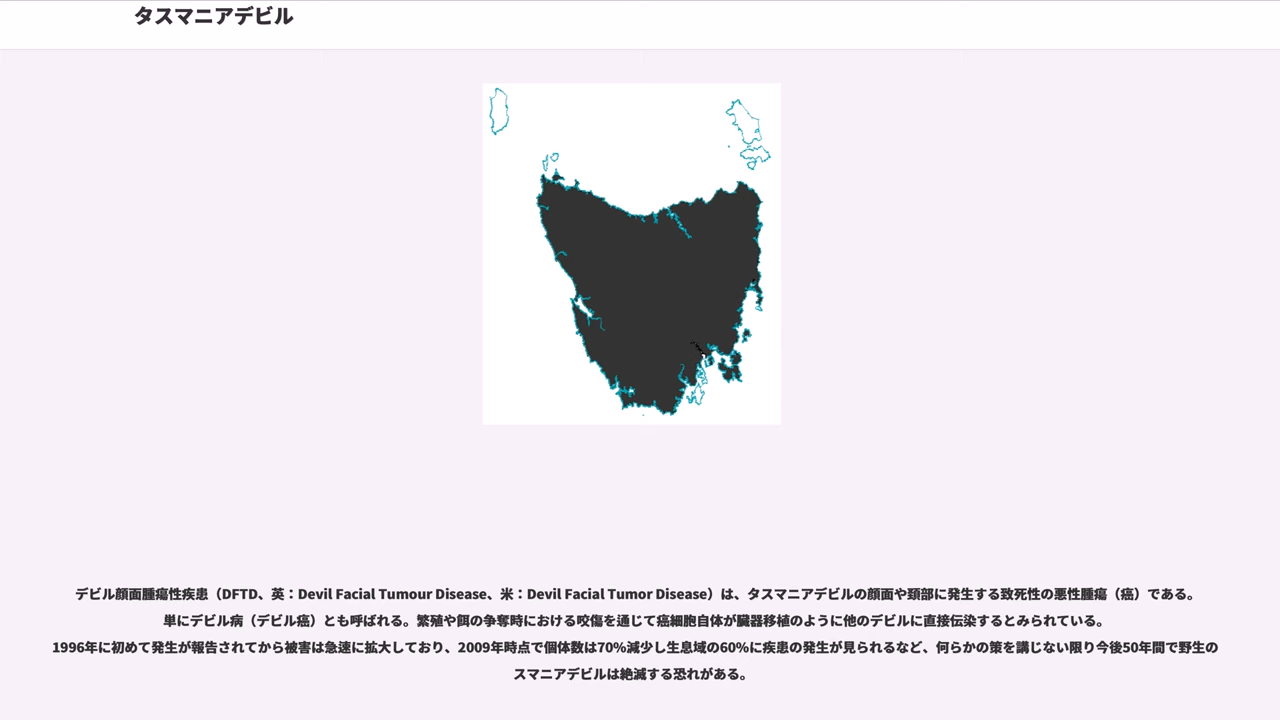 タスマニアデビル
デビル顔面腫瘍性疾患（DFTD、英：Devil Facial Tumour Disease、米：Devil Facial Tumor Disease）は、タスマニアデビルの顔面や頚部に発生する致死性の悪性腫瘍（癌）である。
単にデビル病（デビル癌）とも呼ばれる。繁殖や餌の争奪時における咬傷を通じて癌細胞自体が臓器移植のように他のデビルに直接伝染するとみられている。
1996年に初めて発生が報告されてから被害は急速に拡大しており、2009年時点で個体数は70%減少し生息域の60%に疾患の発生が見られるなど、何らかの策を講じない限り今後50年間で野生の
スマニアデビルは絶滅する恐れがある。